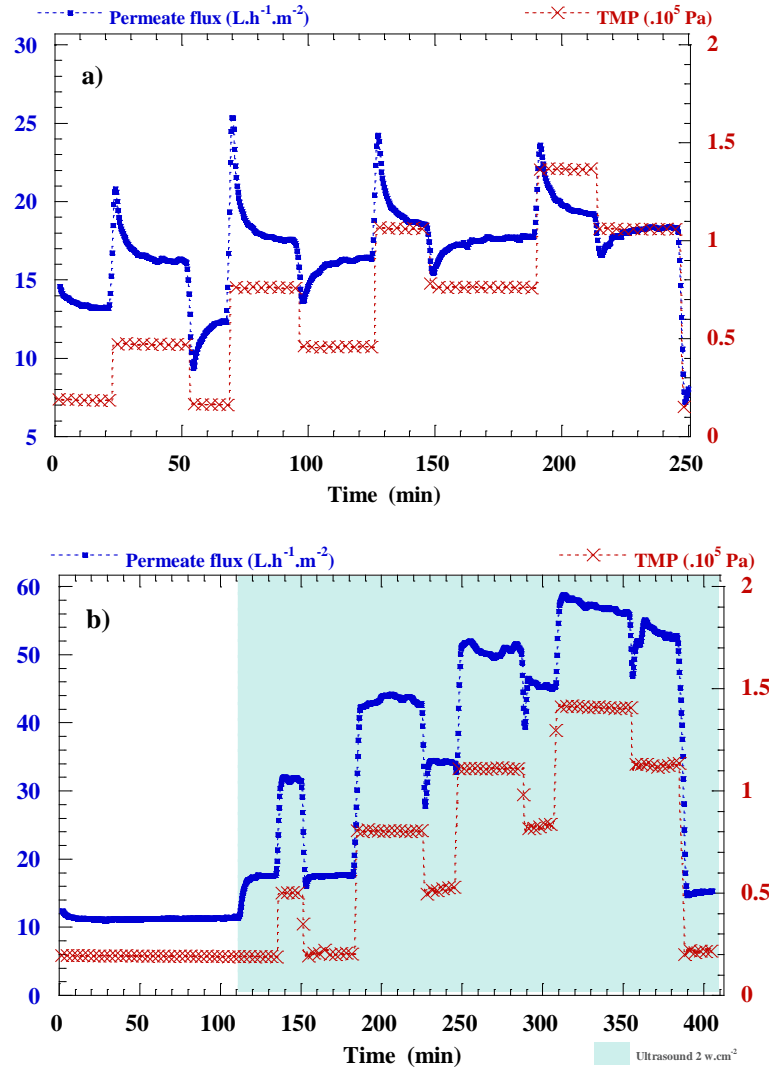 Permeate flux (L.h⁻¹.m⁻²) TMP (.10⁵ Pa)
30 2
a)
25
1.5
20
1
15
0.5
10
5 0
0 50 100 150 200 250
Time (min)
Permeate flux (L.h⁻¹.m⁻²) TMP (.10⁵ Pa)
60 2
b)
50
1.5
40
30 1
20
0.5
10
0 0
0 50 100 150 200 250 300 350 400
Time (min)
Ultrasound 2 w.cm⁻²